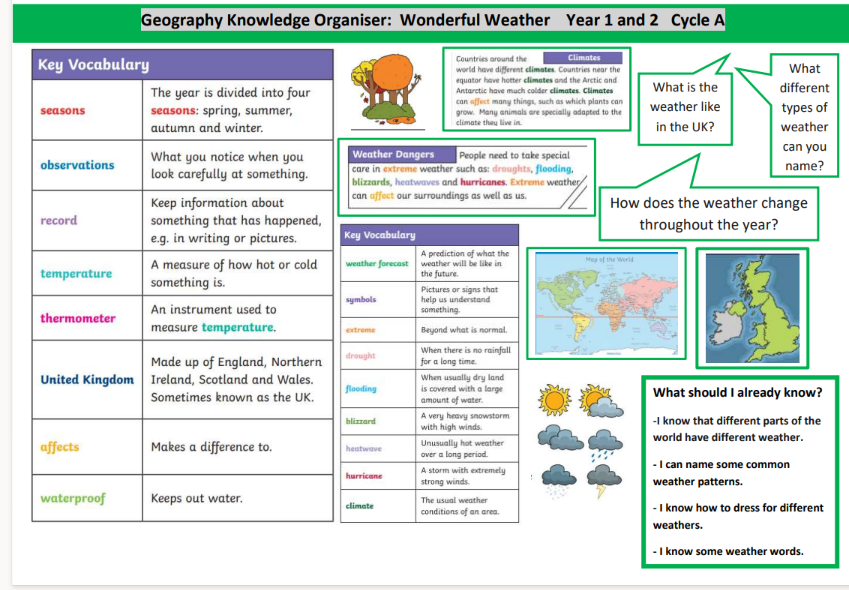 Geography Knowledge Organiser: Wonderful Weather Year 1 and 2 Cycle A
Key Vocabulary
seasons
The year is divided into four
seasons: spring, summer,
autumn and winter.
observations
What you notice when you
look carefully at something.
record
Keep information about
something that has happened,
e.g. in writing or pictures.
temperature
A measure of how hot or cold
something is.
thermometer
An instrument used to
measure temperature.
United Kingdom
Made up of England, Northern
Ireland, Scotland and Wales.
Sometimes known as the UK.
affects
Makes a difference to.
waterproof
Keeps out water.
Climates
Countries around the
world have different climates. Countries near the
equator have hotter climates and the Arctic and
Antarctic have much colder climates. Climates
can affect many things, such as which plants can
grow. Many animals are specially adapted to the
climate they live in.
Weather Dangers
People need to take special
care in extreme weather such as: droughts, flooding,
blizzards, heatwaves and hurricanes. Extreme weather
can affect our surroundings as well as us.
Key Vocabulary
weather forecast
A prediction of what the
weather will be like in
the future.
symbols
Pictures or signs that
help us understand
something.
extreme
Beyond what is normal.
drought
When there is no rainfall
for a long time.
flooding
When usually dry land
is covered with a large
amount of water.
blizzard
A very heavy snowstorm
with high winds.
heatwave
Unusually hot weather
over a long period.
hurricane
A storm with extremely
strong winds.
climate
The usual weather
conditions of an area.
What is the
weather like
in the UK?
What
different
types of
weather
can you
name?
How does the weather change
throughout the year?
Map of the World
What should I already know?
-I know that different parts of the
world have different weather.
- I can name some common
weather patterns.
- I know how to dress for different
weathers.
- I know some weather words.